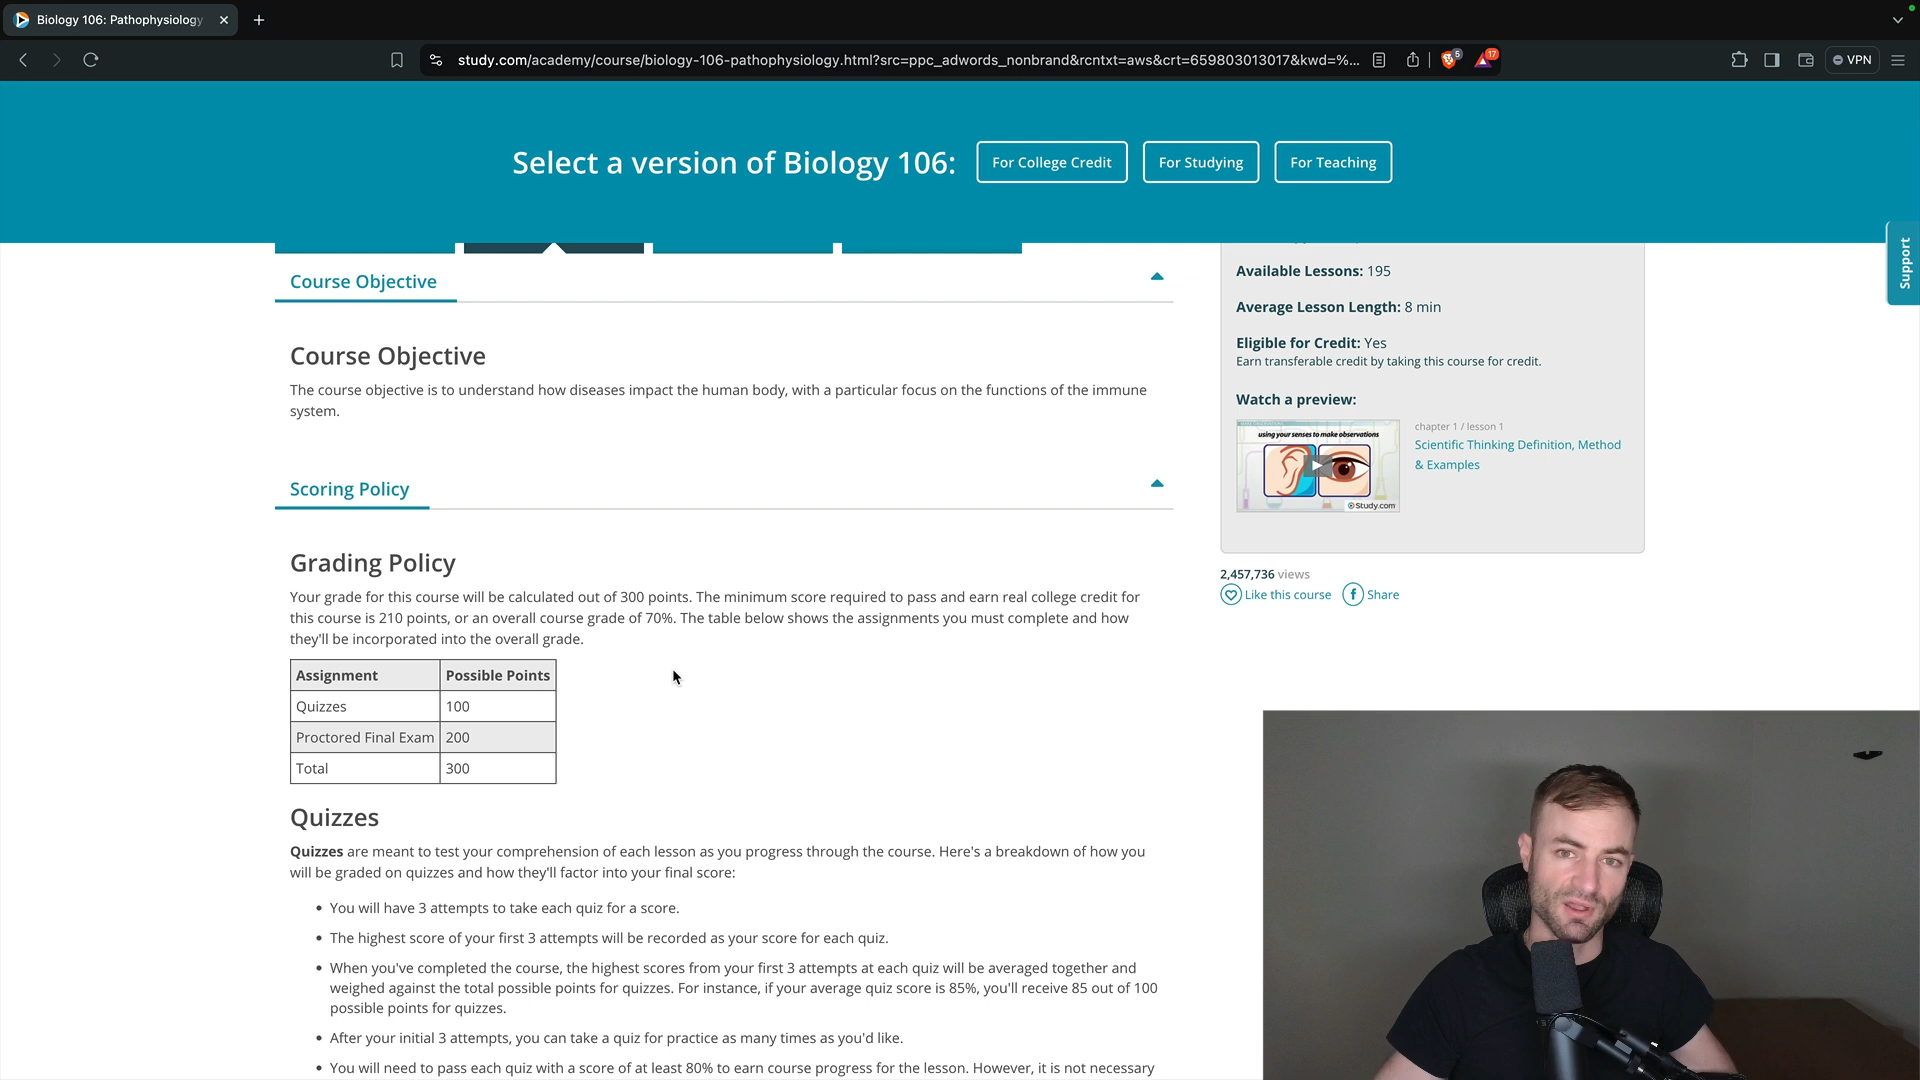 Biology 106: Pathophysiology
study.com/academy/course/biology-106-pathophysiology.html?src=ppc_adwords_nonbrand&rcntxt=aws&crt=659803013017&kwd=%...
5
17
VPN
Select a version of Biology 106:
For College Credit
For Studying
For Teaching
Support
Course Objective
Course Objective
The course objective is to understand how diseases impact the human body, with a particular focus on the functions of the immune
system.
Scoring Policy
Grading Policy
Your grade for this course will be calculated out of 300 points. The minimum score required to pass and earn real college credit for
this course is 210 points, or an overall course grade of 70%. The table below shows the assignments you must complete and how
they'll be incorporated into the overall grade.
Assignment Possible Points
Quizzes 100
Proctored Final Exam 200
Total 300
Quizzes
Quizzes are meant to test your comprehension of each lesson as you progress through the course. Here's a breakdown of how you
will be graded on quizzes and how they'll factor into your final score:
• You will have 3 attempts to take each quiz for a score.
• The highest score of your first 3 attempts will be recorded as your score for each quiz.
• When you've completed the course, the highest scores from your first 3 attempts at each quiz will be averaged together and
weighed against the total possible points for quizzes. For instance, if your average quiz score is 85%, you'll receive 85 out of 100
possible points for quizzes.
• After your initial 3 attempts, you can take a quiz for practice as many times as you'd like.
• You will need to pass each quiz with a score of at least 80% to earn course progress for the lesson. However, it is not necessary
Available Lessons: 195
Average Lesson Length: 8 min
Eligible for Credit: Yes
Earn transferable credit by taking this course for credit.
Watch a preview:
using your senses to make observations
Study.com
chapter 1 / lesson 1
Scientific Thinking Definition, Method
& Examples
2,457,736 views
Like this course
Share